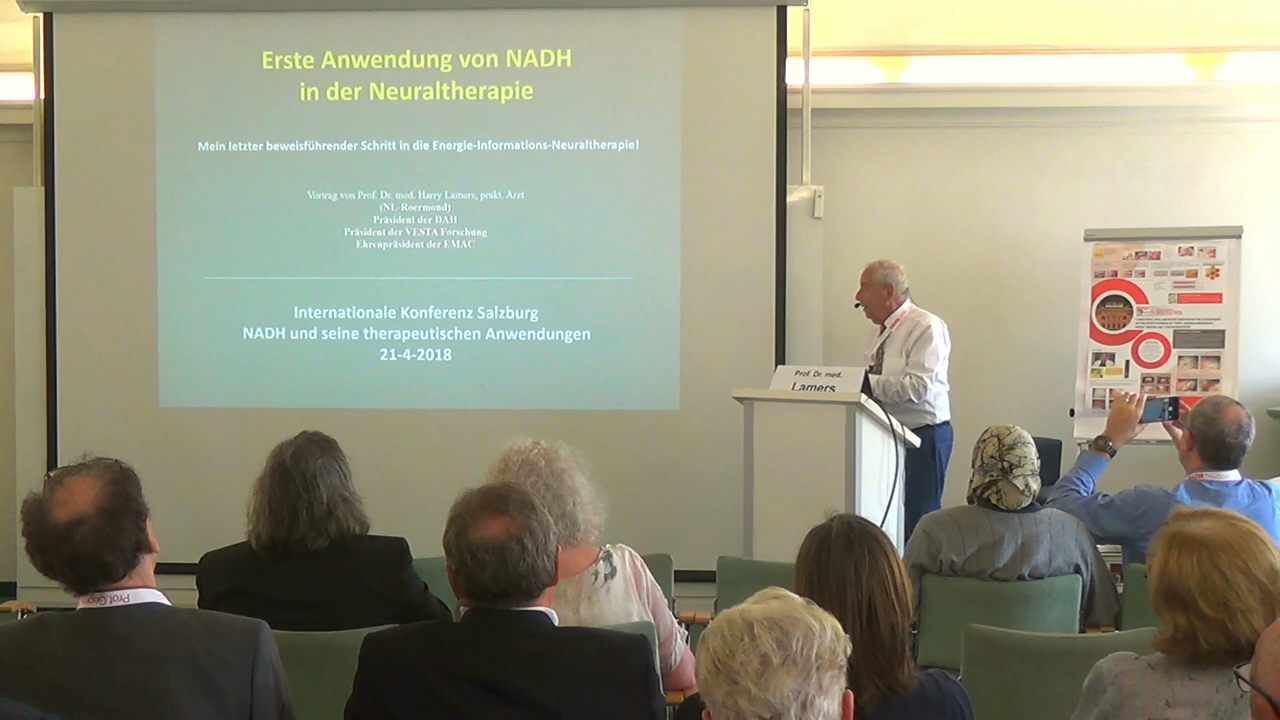 Erste Anwendung von NADH
in der Neuraltherapie
Mein letzter beweisführender Schritt in die Energie-Informations-Neuraltherapie!
Vortrag von Prof. Dr. med. Harry Lamers, prakt. Arzt
(NL-Roermond)
Präsident der DAH
Präsident der VESTA Forschung
Ehrenpräsident der EMAC
Internationale Konferenz Salzburg
NADH und seine therapeutischen Anwendungen
21-4-2018
Prof. Dr. med.
Lamers